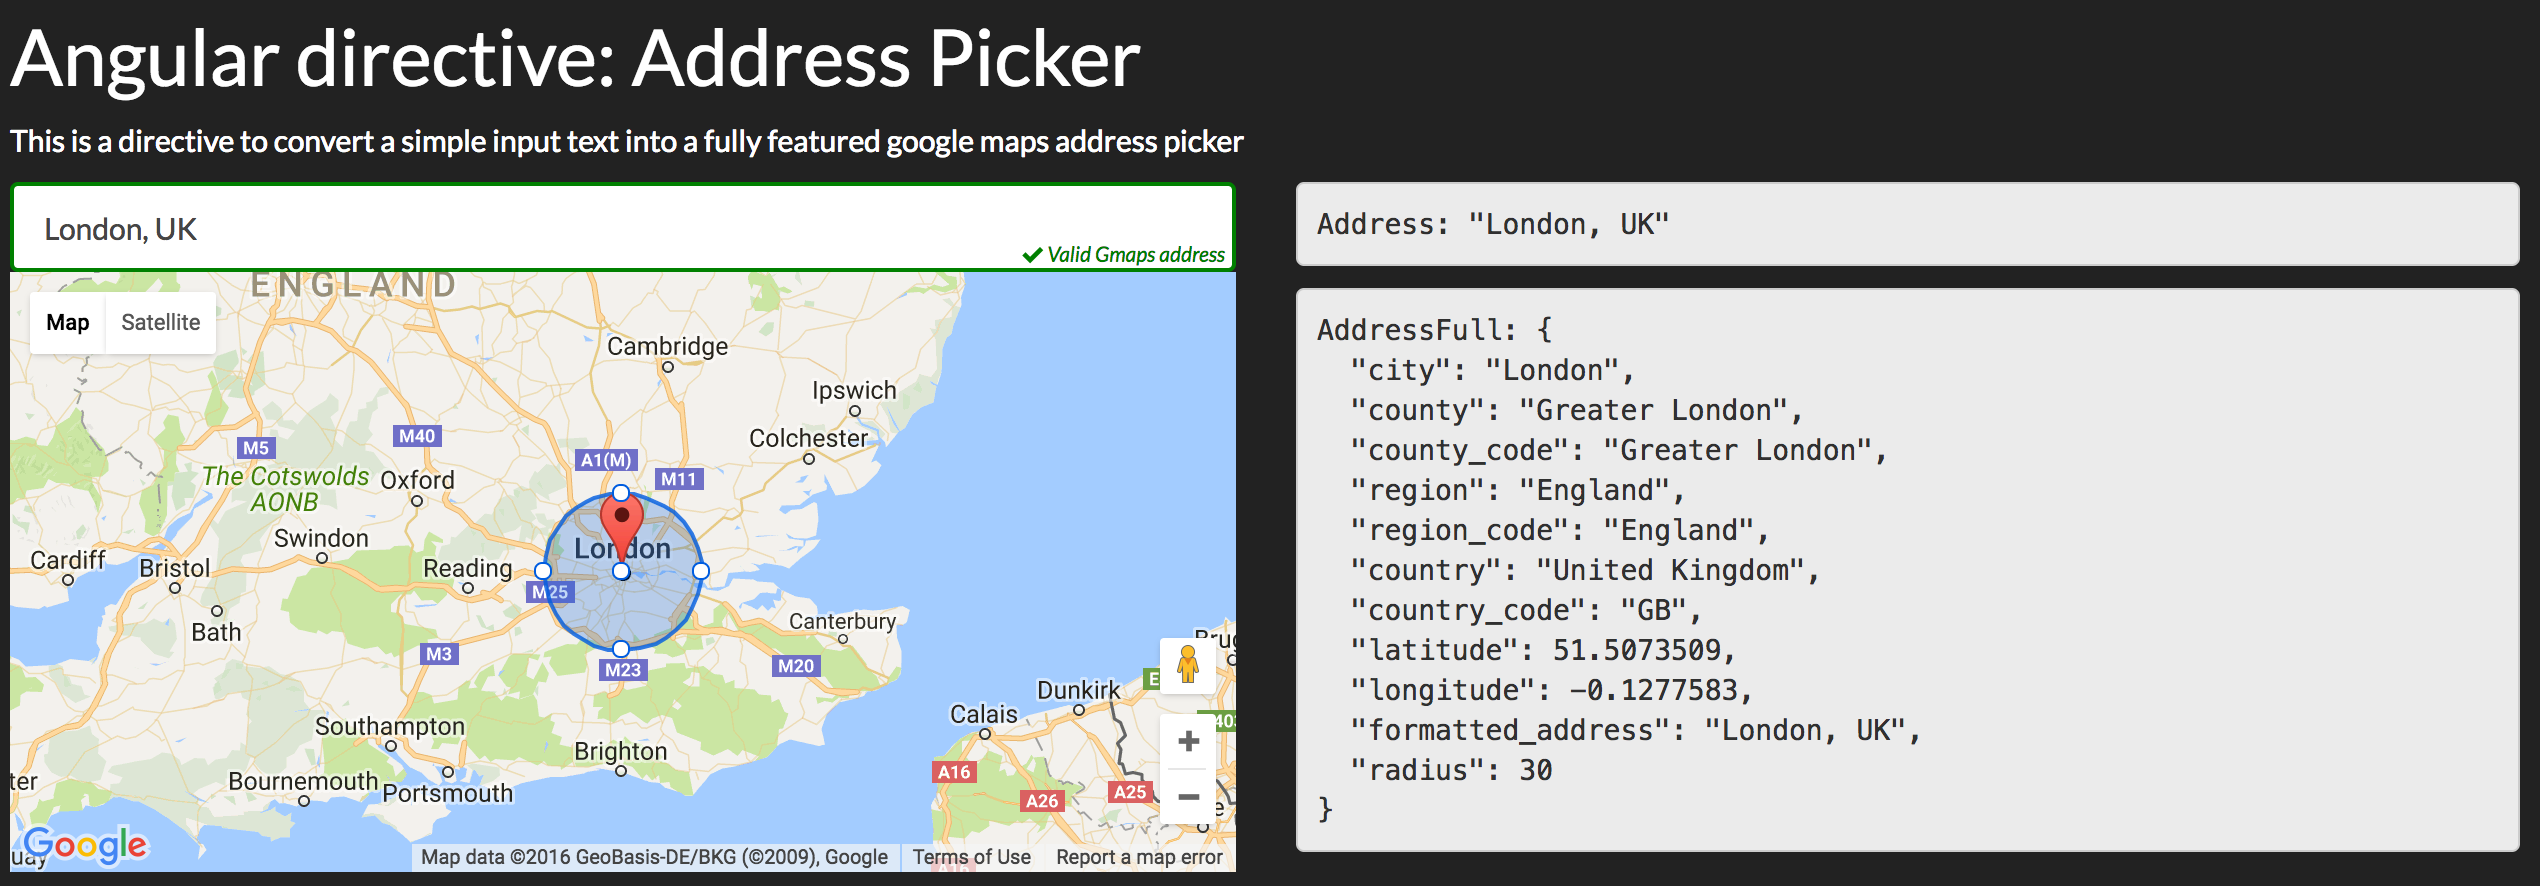 Angular directive: Address Picker
This is a directive to convert a simple input text into a fully featured google maps address picker
London, UK
✔ Valid Gmaps address
ENGLAND
Map
Satellite
Cambridge
Ipswich
M40
Colchester
M5
A1(M)
M11
The Cotswolds
AONB
Oxford
Swindon
London
Cardiff
Bristol
Reading
M25
Bath
Canterbury
M3
M23
M20
Dunkirk
Calais
Southampton
Brighton
A16
Bournemouth
Portsmouth
A26
A25
Google
Map data ©2016 GeoBasis-DE/BKG (©2009), Google
Terms of Use
Report a map error
Address: "London, UK"
AddressFull: {
"city": "London",
"county": "Greater London",
"county_code": "Greater London",
"region": "England",
"region_code": "England",
"country": "United Kingdom",
"country_code": "GB",
"latitude": 51.5073509,
"longitude": -0.1277583,
"formatted_address": "London, UK",
"radius": 30
}